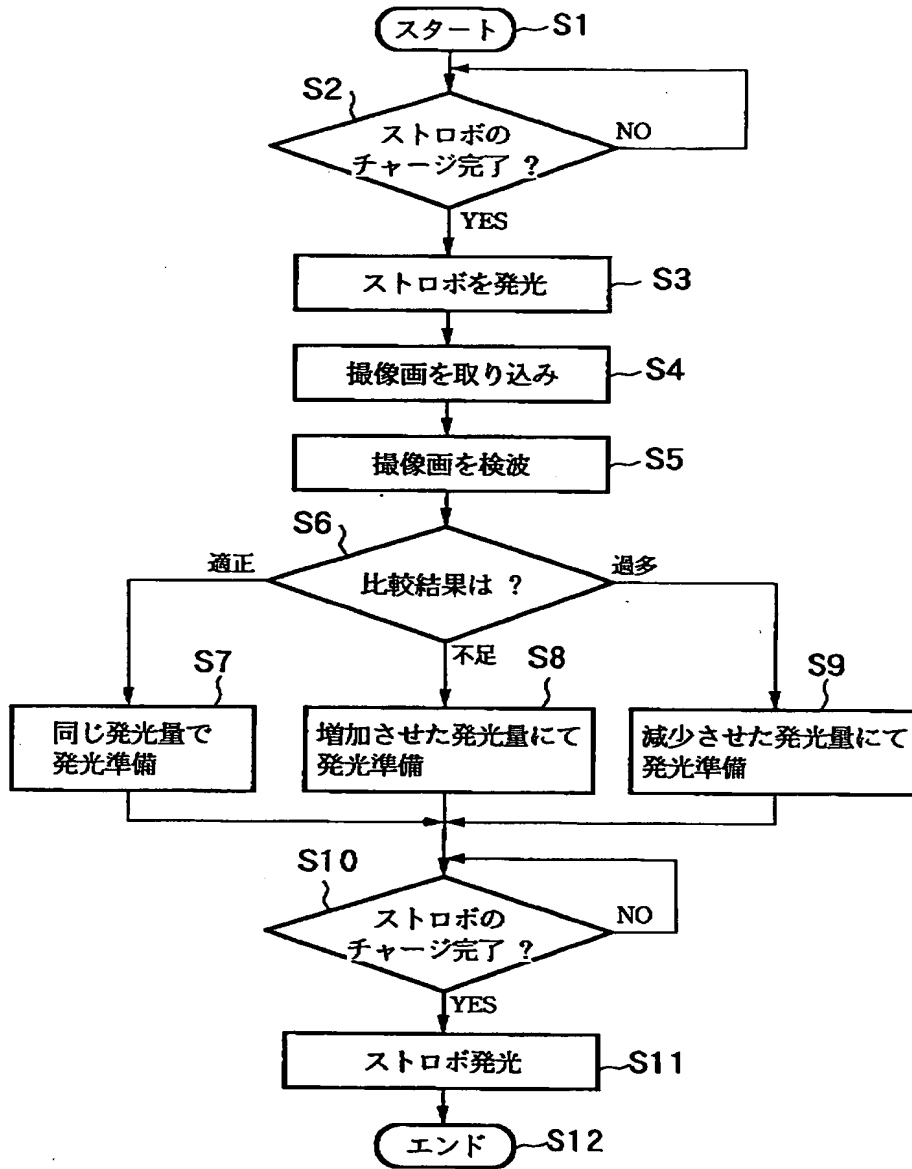 スタート
S1
S2
ストロボの
チャージ完了 ?
NO
YES
ストロボを発光
S3
撮像画を取り込み
S4
撮像画を検波
S5
S6
比較結果は ?
適正
過多
不足
S7
S8
S9
同じ発光量で
発光準備
増加させた発光量にて
発光準備
減少させた発光量にて
発光準備
S10
ストロボの
チャージ完了 ?
NO
YES
ストロボ発光
S11
エンド
S12